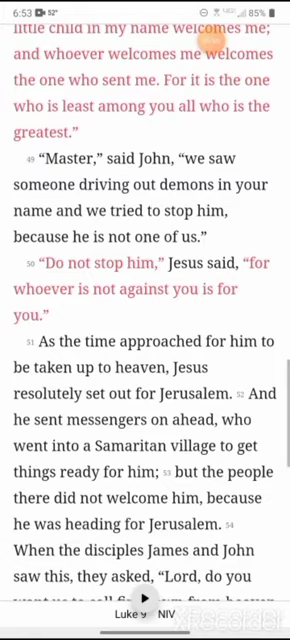 6:53 52° 85%
little child in my name welcomes me;
and whoever welcomes me welcomes
the one who sent me. For it is the one
who is least among you all who is the
greatest.”
49 “Master,” said John, “we saw
someone driving out demons in your
name and we tried to stop him,
because he is not one of us.”
50 “Do not stop him,” Jesus said, “for
whoever is not against you is for
you.”
51 As the time approached for him to
be taken up to heaven, Jesus
resolutely set out for Jerusalem. 52 And
he sent messengers on ahead, who
went into a Samaritan village to get
things ready for him; 53 but the people
there did not welcome him, because
he was heading for Jerusalem. 54
When the disciples James and John
saw this, they asked, “Lord, do you
Luke 9 NIV